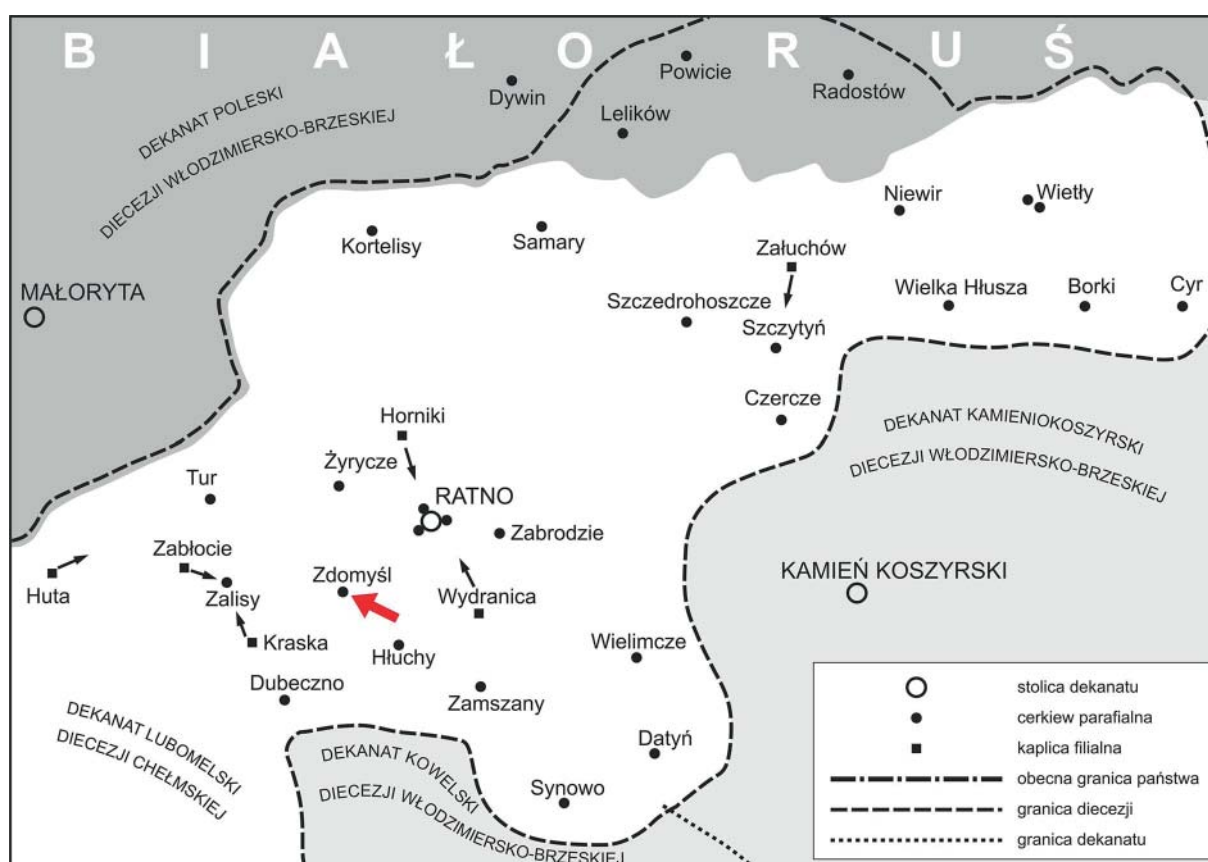 BIAŁORUŚ
Powicie
Radostów
Dywin
Lelików
DEKANAT POLESKI
DIECEZJI WŁODZIMIERSKO-BRZESKIEJ
Niewir
Wietły
Kortelisy
Samary
Załuchów
MAŁORYTA
Szczedrohoszcze
Wielka Hłusza
Borki
Cyr
Szczytyń
Czercze
Horniki
DEKANAT KAMIENIOKOSZYRSKI
DIECEZJI WŁODZIMIERSKO-BRZESKIEJ
Żyrycze
Tur
RATNO
Zabrodzie
Zabłocie
Zdomyśl
KAMIEŃ KOSZYRSKI
Huta
Zalisy
Wydranica
Kraska
Hłuchy
Wielimcze
Dubeczno
Zamszany
DEKANAT LUBOMELSKI
DIECEZJI CHEŁMSKIEJ
Datyń
DEKANAT KOWELSKI
DIECEZJI WŁODZIMIERSKO-BRZESKIEJ
Synowo
stolica dekanatu
cerkiew parafialna
kaplica filialna
obecna granica państwa
granica diecezji
granica dekanatu